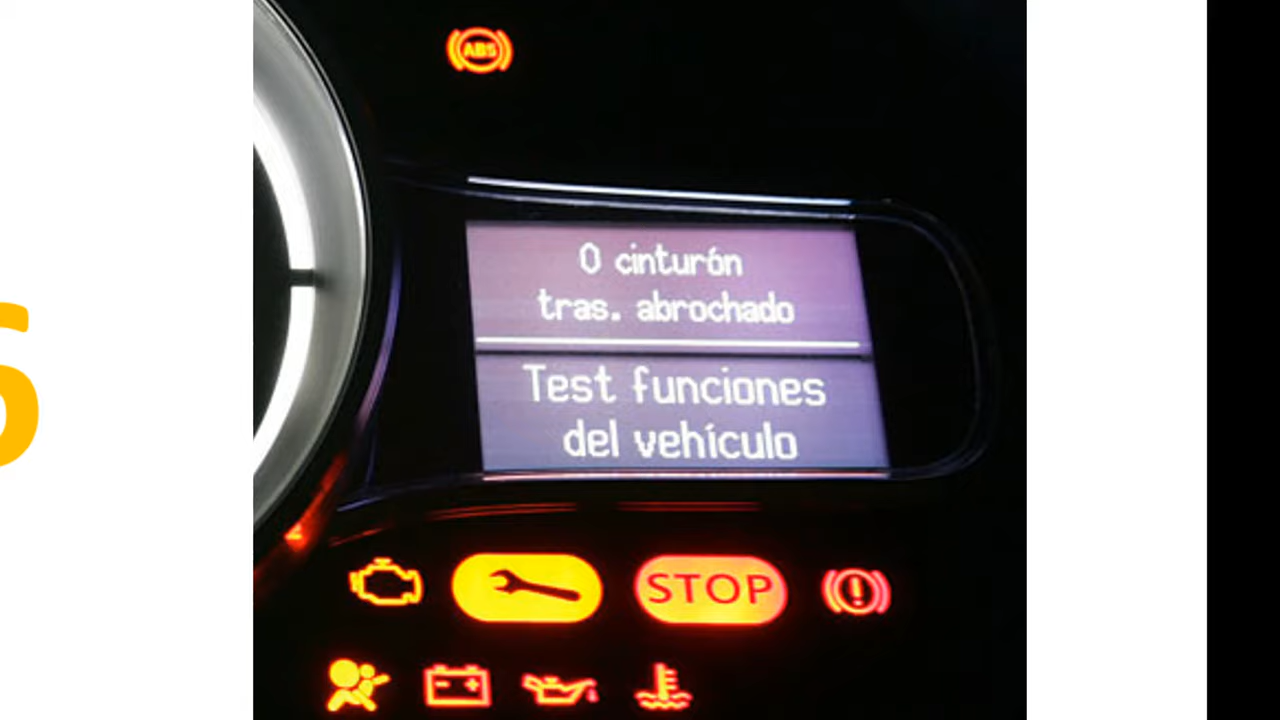 ABS
0 cinturón
tras. abrochado
Test funciones
del vehículo
STOP